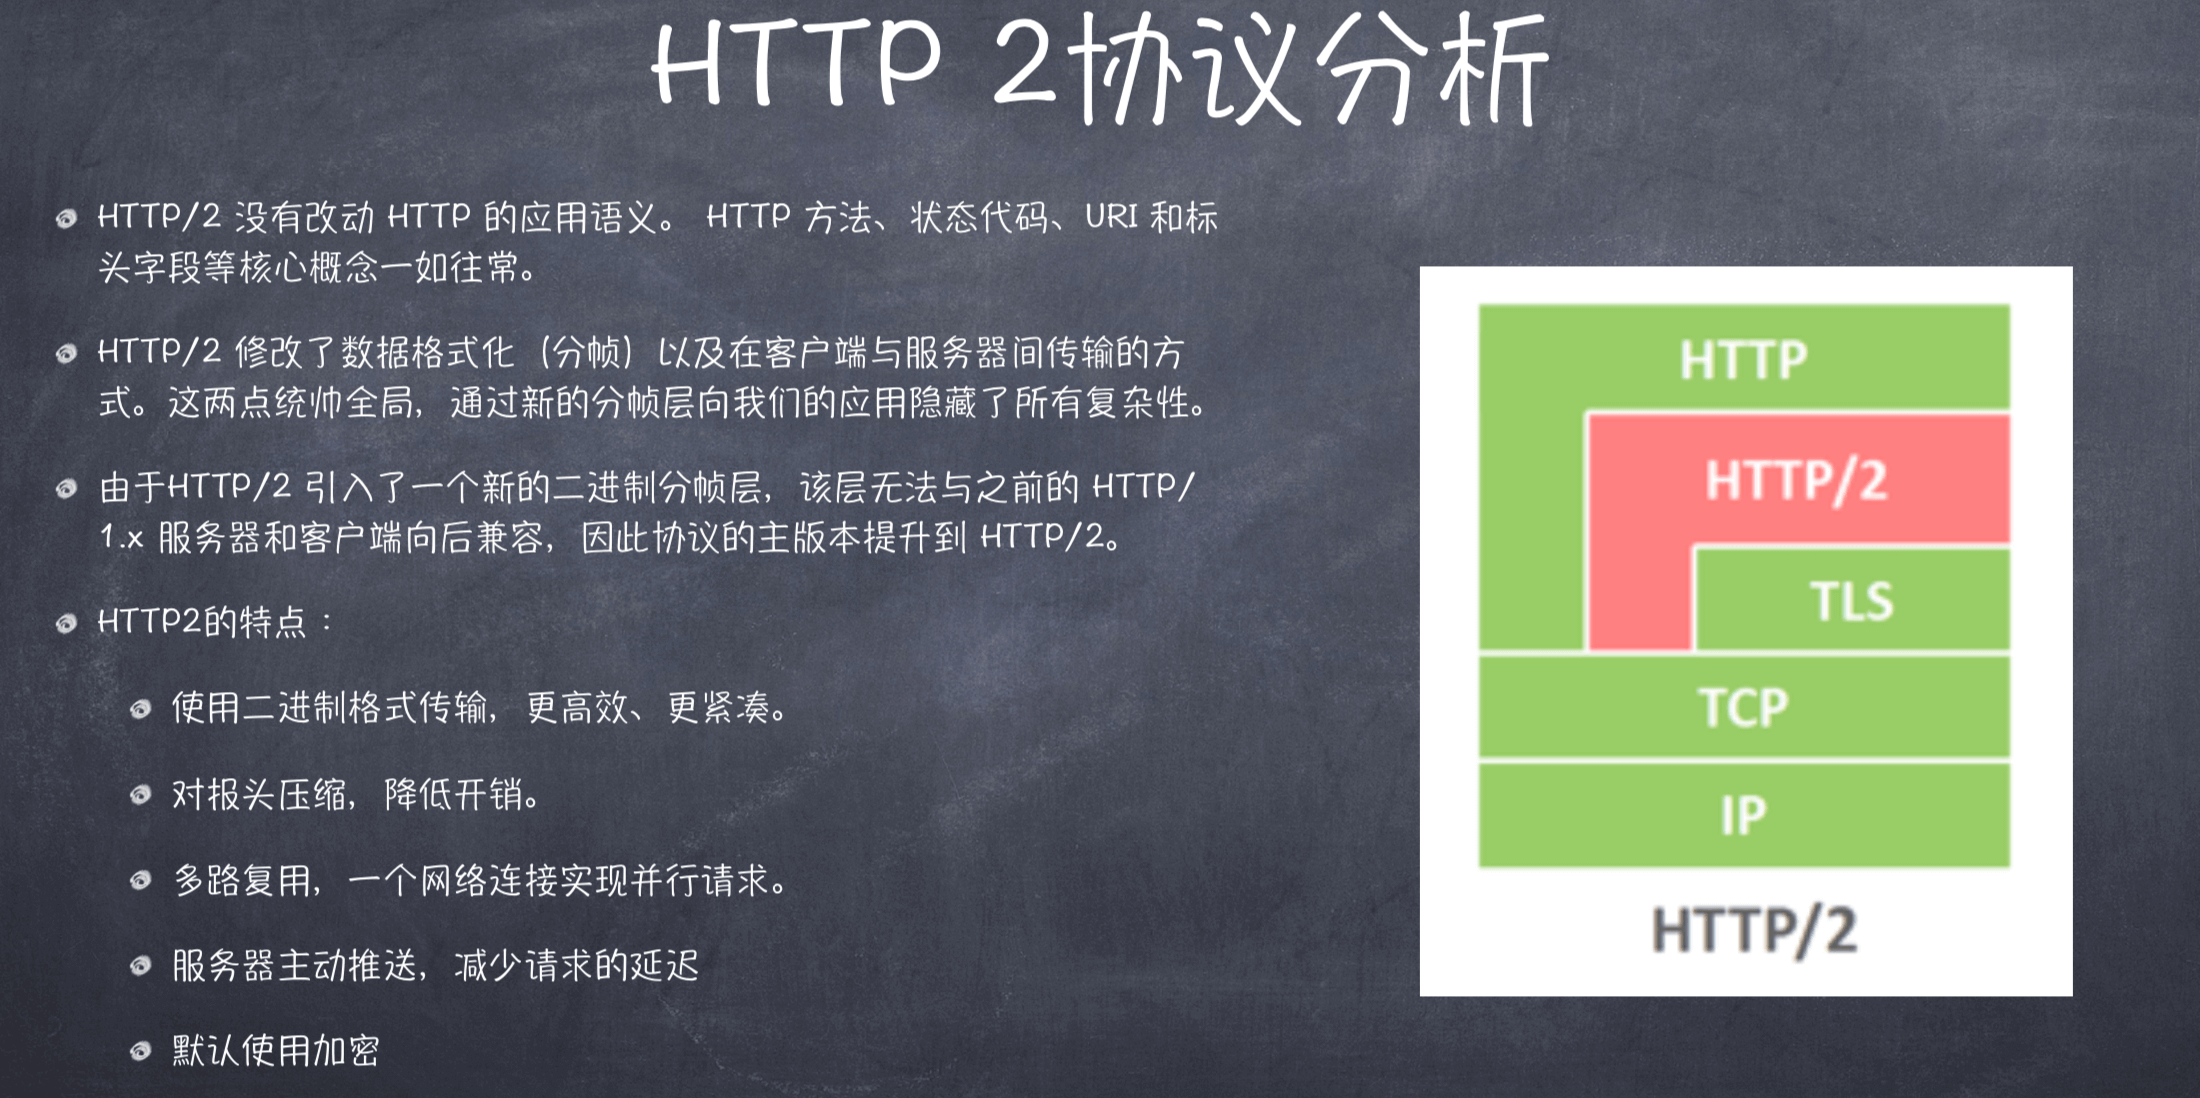 HTTP 2协议分析
HTTP/2 没有改动 HTTP 的应用语义。 HTTP 方法、状态代码、URI 和标
头字段等核心概念一如往常。
HTTP/2 修改了数据格式化（分帧）以及在客户端与服务器间传输的方
式。这两点统帅全局，通过新的分帧层向我们的应用隐藏了所有复杂性。
由于HTTP/2 引入了一个新的二进制分帧层，该层无法与之前的 HTTP/
1.x 服务器和客户端向后兼容，因此协议的主版本提升到 HTTP/2。
HTTP2的特点：
使用二进制格式传输，更高效、更紧凑。
对报头压缩，降低开销。
多路复用，一个网络连接实现并行请求。
服务器主动推送，减少请求的延迟
默认使用加密
HTTP
HTTP/2
TLS
TCP
IP
HTTP/2